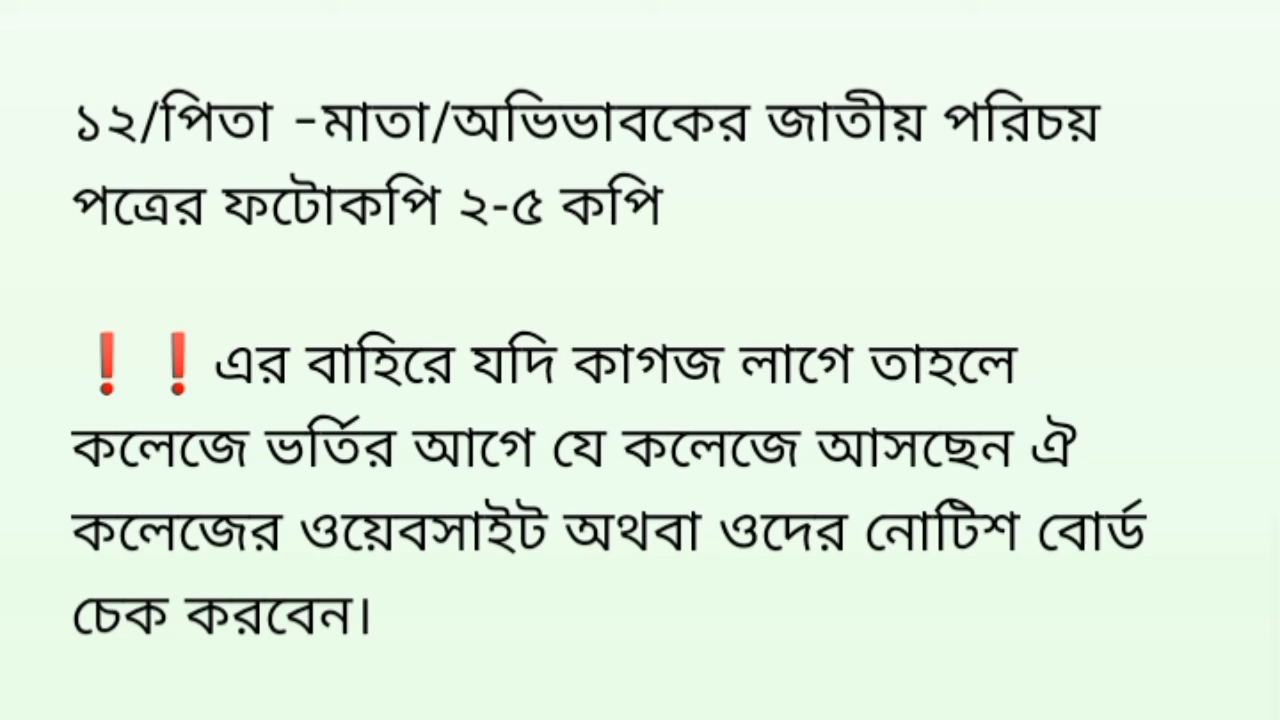 ১২/পিতা -মাতা/অভিভাবকের জাতীয় পরিচয়
পত্রের ফটোকপি ২-৫ কপি
❗❗এর বাহিরে যদি কাগজ লাগে তাহলে
কলেজে ভর্তির আগে যে কলেজে আসছেন ঐ
কলেজের ওয়েবসাইট অথবা ওদের নোটিশ বোর্ড
চেক করবেন।